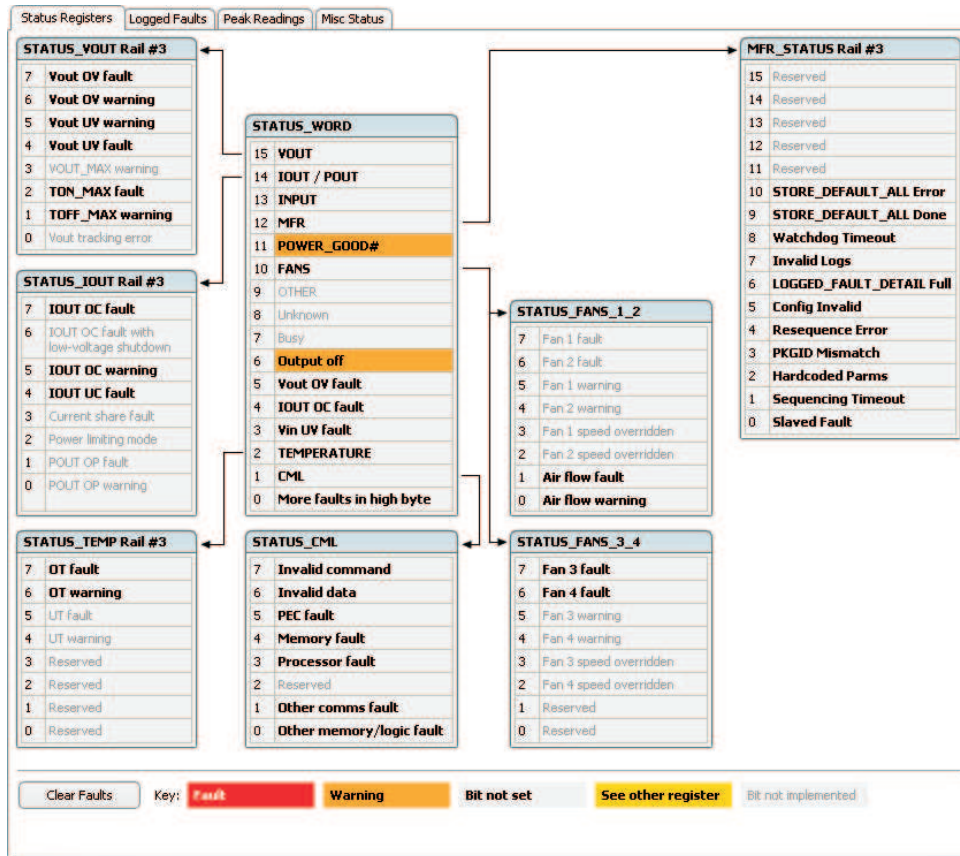 Status Registers Logged Faults Peak Readings Misc Status
STATUS_VOUT Rail #3
7 Vout OV fault
6 Vout OV warning
5 Vout UV warning
4 Vout UV fault
3 VOUT_MAX warning
2 TON_MAX fault
1 TOFF_MAX warning
0 Vout tracking error
STATUS_IOUT Rail #3
7 IOUT OC fault
6 IOUT OC fault with
low-voltage shutdown
5 IOUT OC warning
4 IOUT UC fault
3 Current share fault
2 Power limiting mode
1 POUT OP fault
0 POUT OP warning
STATUS_TEMP Rail #3
7 OT fault
6 OT warning
5 UT fault
4 UT warning
3 Reserved
2 Reserved
1 Reserved
0 Reserved
STATUS_WORD
15 VOUT
14 IOUT / POUT
13 INPUT
12 MFR
11 POWER_GOOD#
10 FANS
9 OTHER
8 Unknown
7 Busy
6 Output off
5 Vout OV fault
4 IOUT OC fault
3 Vin UV fault
2 TEMPERATURE
1 CML
0 More faults in high byte
STATUS_CML
7 Invalid command
6 Invalid data
5 PEC fault
4 Memory fault
3 Processor fault
2 Reserved
1 Other comms fault
0 Other memory/logic fault
STATUS_FANS_1_2
7 Fan 1 fault
6 Fan 2 fault
5 Fan 1 warning
4 Fan 2 warning
3 Fan 1 speed overridden
2 Fan 2 speed overridden
1 Air flow fault
0 Air flow warning
STATUS_FANS_3_4
7 Fan 3 fault
6 Fan 4 fault
5 Fan 3 warning
4 Fan 4 warning
3 Fan 3 speed overridden
2 Fan 4 speed overridden
1 Reserved
0 Reserved
MFR_STATUS Rail #3
15 Reserved
14 Reserved
13 Reserved
12 Reserved
11 Reserved
10 STORE_DEFAULT_ALL Error
9 STORE_DEFAULT_ALL Done
8 Watchdog Timeout
7 Invalid Logs
6 LOGGED_FAULT_DETAIL Full
5 Config Invalid
4 Resequence Error
3 PKGID Mismatch
2 Hardcoded Parms
1 Sequencing Timeout
0 Slaved Fault
Clear Faults Key: Fault Warning Bit not set See other register Bit not implemented